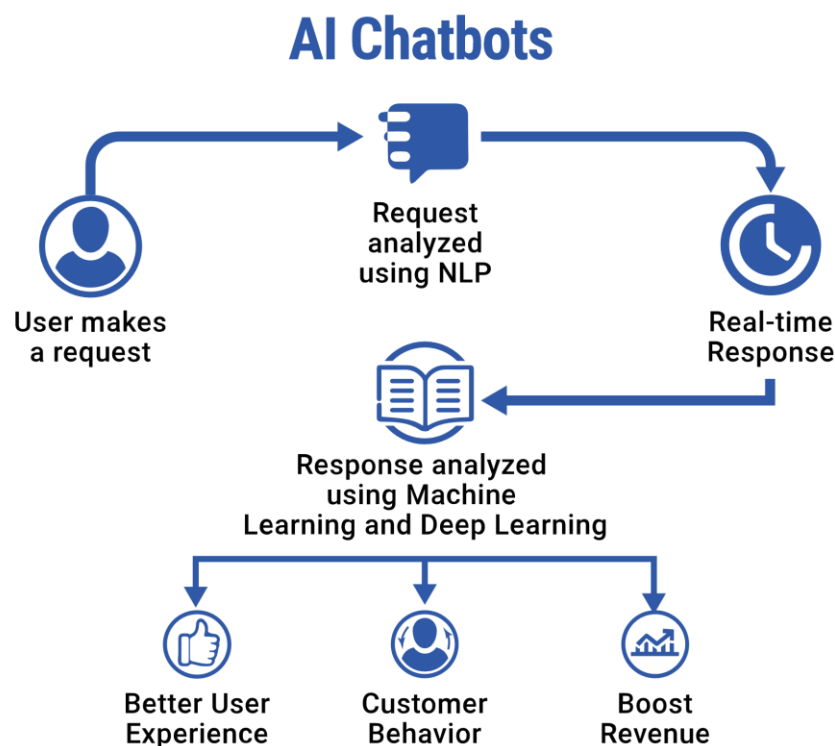 AI Chatbots
Request
analyzed
using NLP
User makes
a request
Real-time
Response
Response analyzed
using Machine
Learning and Deep Learning
Better User
Experience
Customer
Behavior
Boost
Revenue